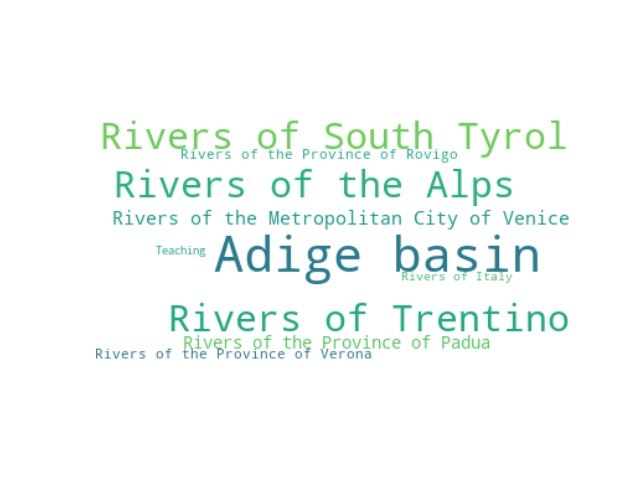 Rivers of South Tyrol
Rivers of the Province of Rovigo
Rivers of the Alps
Rivers of the Metropolitan City of Venice
Teaching
Adige basin
Rivers of Italy
Rivers of Trentino
Rivers of the Province of Padua
Rivers of the Province of Verona